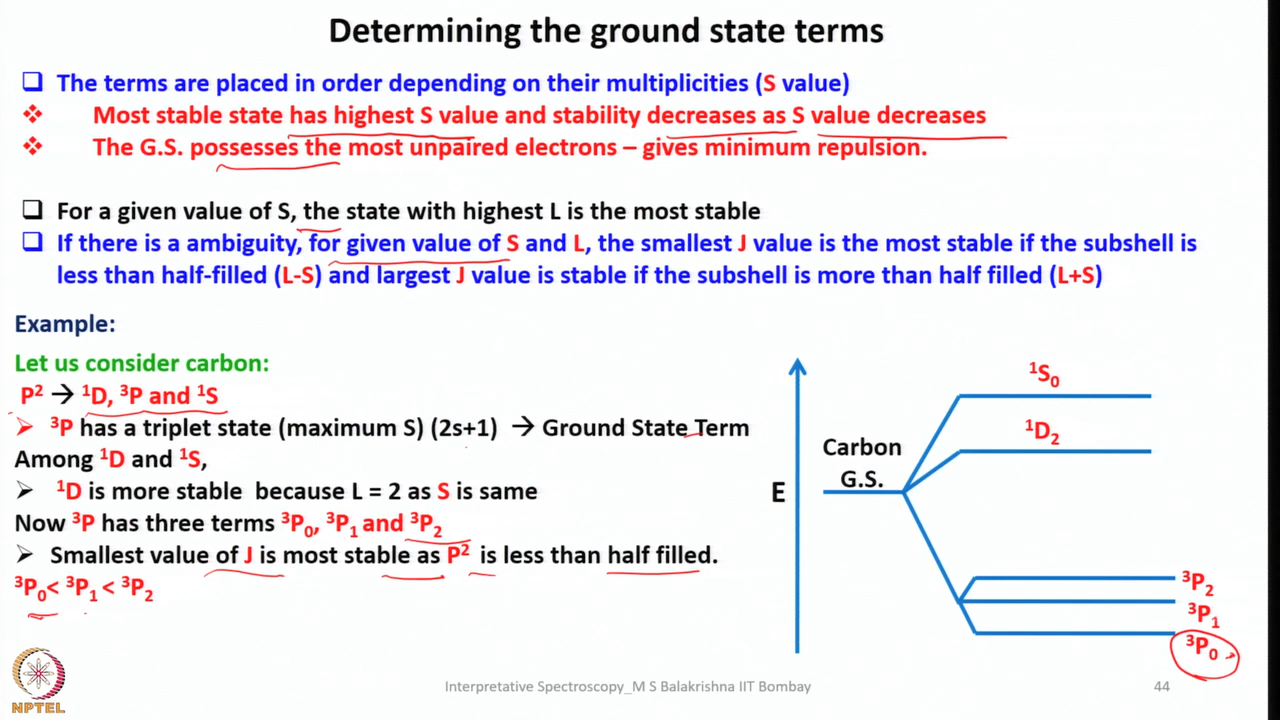 Determining the ground state terms
❑ The terms are placed in order depending on their multiplicities (S value)
❖ Most stable state has highest S value and stability decreases as S value decreases
❖ The G.S. possesses the most unpaired electrons – gives minimum repulsion.
❑ For a given value of S, the state with highest L is the most stable
❑ If there is a ambiguity, for given value of S and L, the smallest J value is the most stable if the subshell is
less than half-filled (L-S) and largest J value is stable if the subshell is more than half filled (L+S)
Example:
Let us consider carbon:
P² → ¹D, ³P and ¹S
➢ ³P has a triplet state (maximum S) (2s+1) → Ground State Term
Among ¹D and ¹S,
➢ ¹D is more stable because L = 2 as S is same
Now ³P has three terms ³P₀, ³P₁ and ³P₂
➢ Smallest value of J is most stable as P² is less than half filled.
³P₀< ³P₁ < ³P₂
E
Carbon
G.S.
¹S₀
¹D₂
³P₂
³P₁
³P₀
NPTEL
Interpretative Spectroscopy_M S Balakrishna IIT Bombay
44